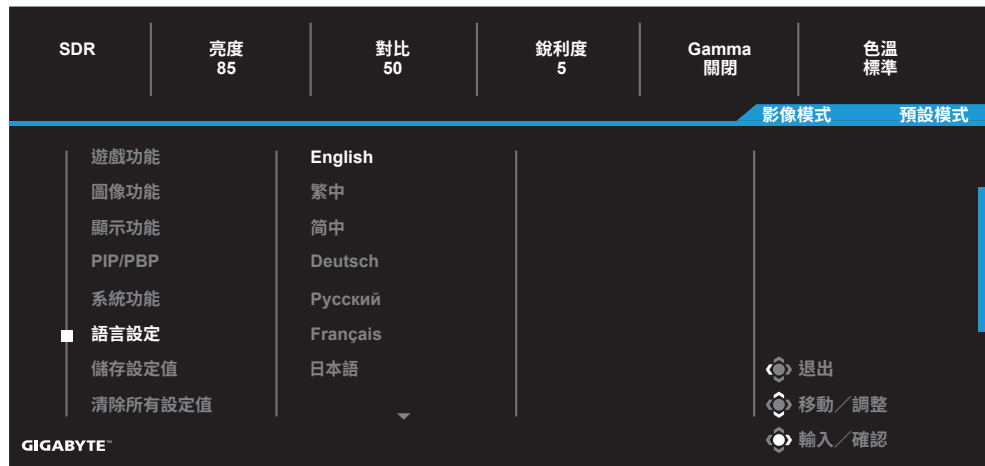 SDR
亮度
85
對比
50
銳利度
5
Gamma
關閉
色溫
標準
影像模式
預設模式
遊戲功能
圖像功能
顯示功能
PIP/PBP
系統功能
語言設定
儲存設定值
清除所有設定值
English
繁中
简中
Deutsch
Русский
Français
日本語
退出
移動／調整
輸入／確認
GIGABYTE™